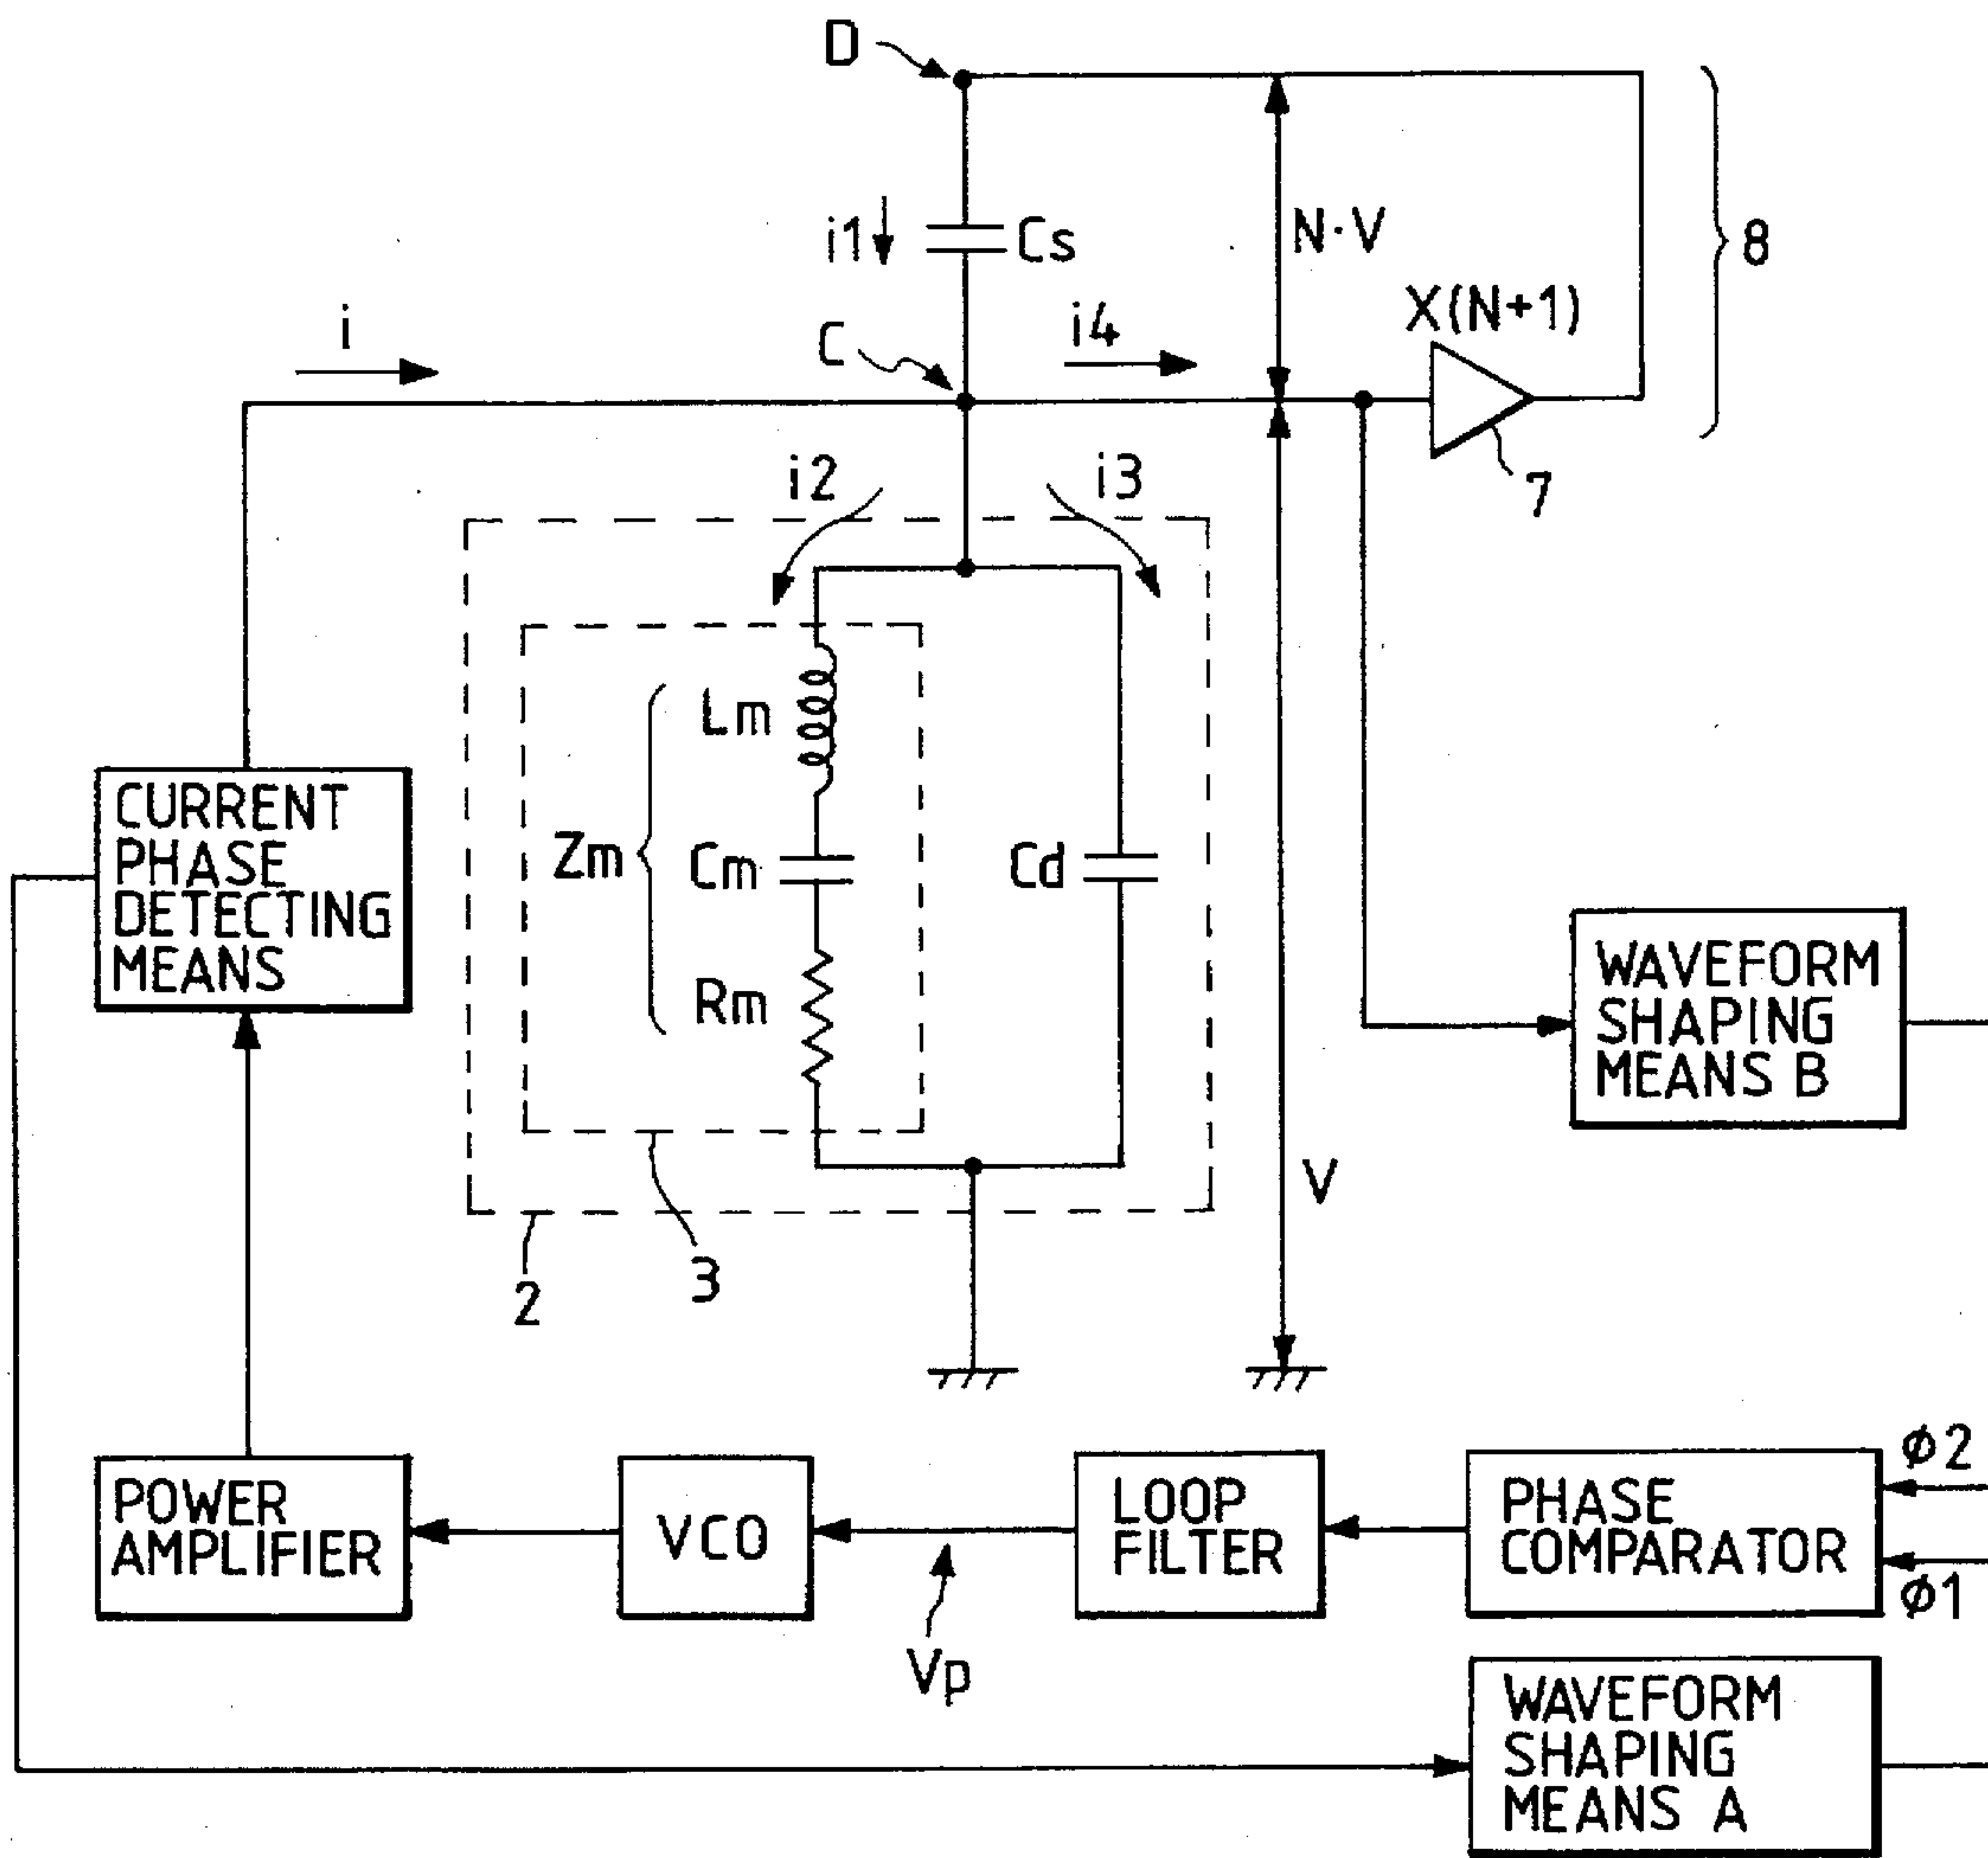 D
i1
Cs
N·V
8
X(N+1)
i
C
i4
7
i2
i3
Lm
Zm
Cm
Cd
Rm
CURRENT
PHASE
DETECTING
MEANS
WAVEFORM
SHAPING
MEANS B
V
3
2
POWER
AMPLIFIER
VCO
LOOP
FILTER
PHASE
COMPARATOR
φ2
φ1
Vp
WAVEFORM
SHAPING
MEANS A